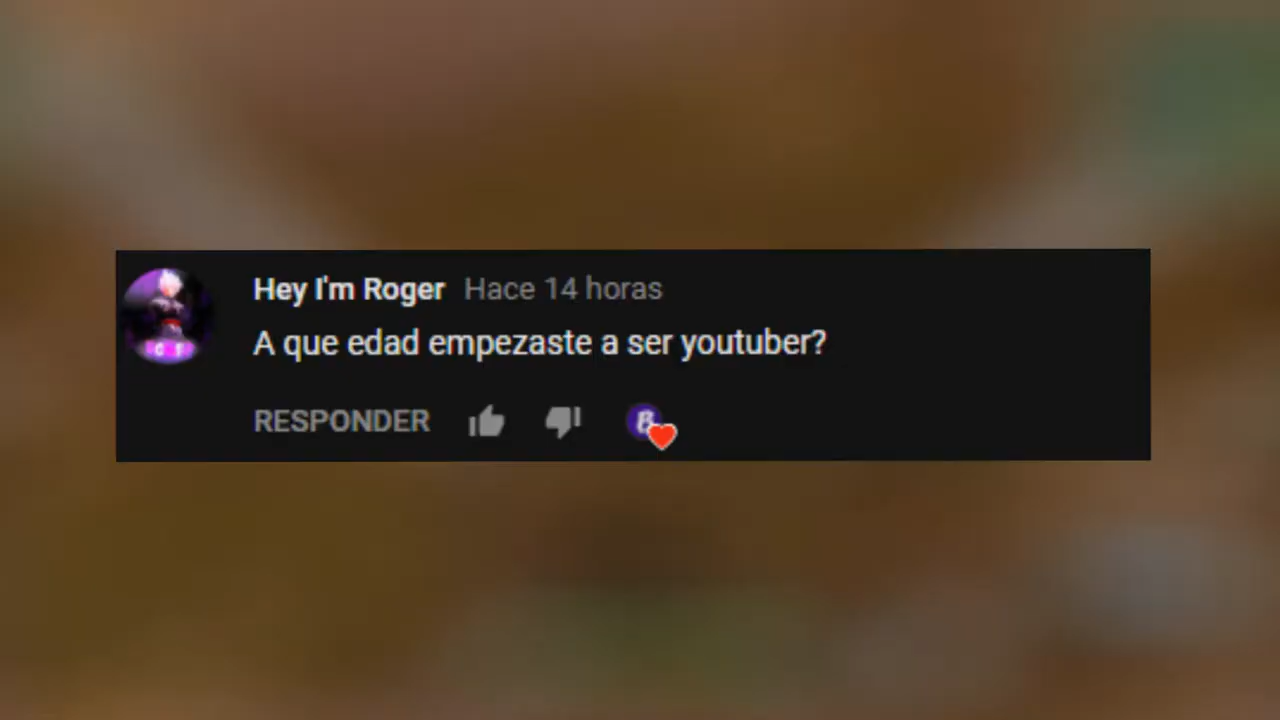 Hey I'm Roger Hace 14 horas
A que edad empezaste a ser youtuber?
RESPONDER
B